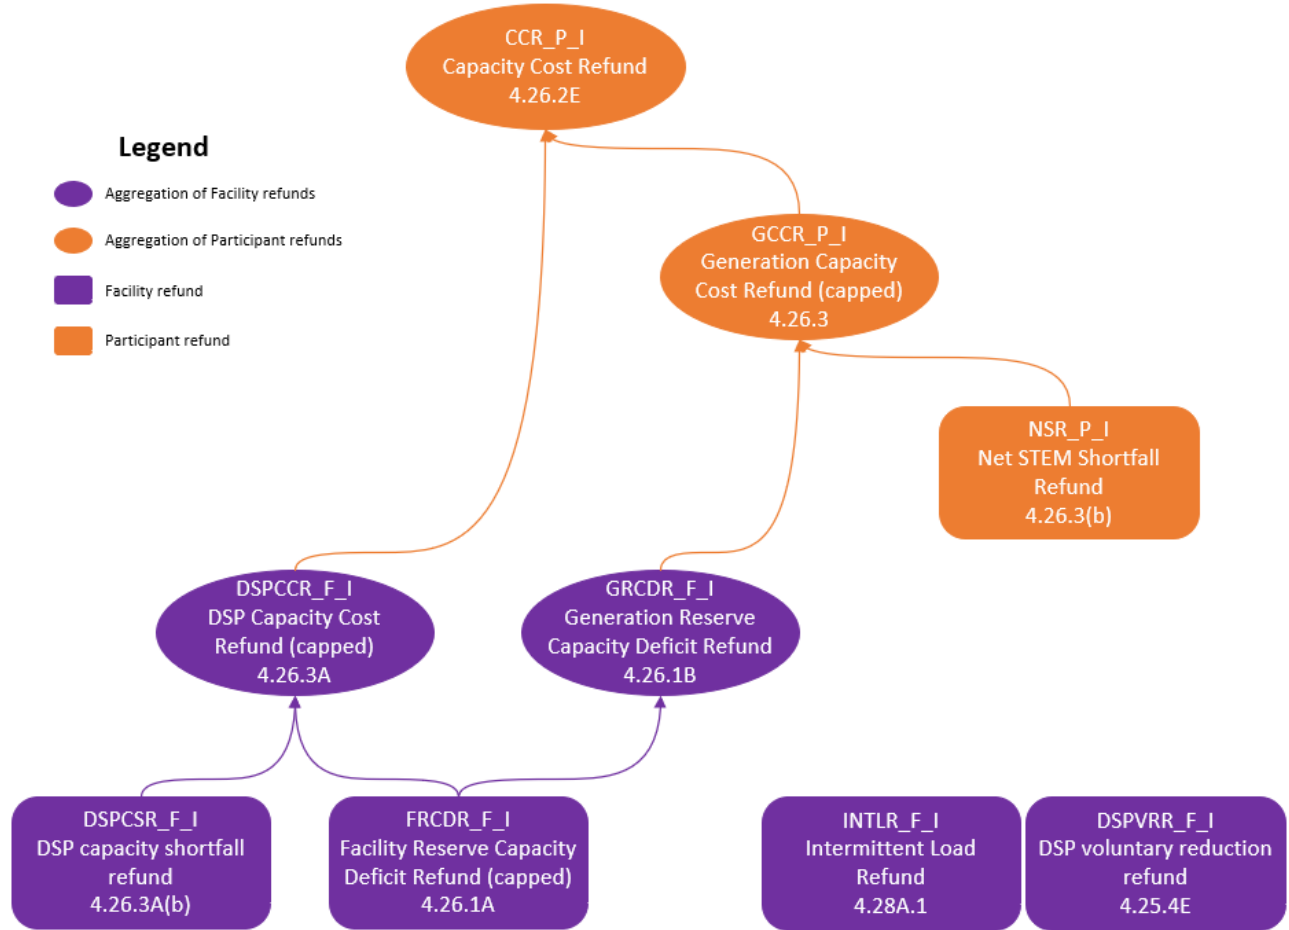 CCR_P_I
Capacity Cost Refund
4.26.2E
Legend
Aggregation of Facility refunds
Aggregation of Participant refunds
Facility refund
Participant refund
GCCR_P_I
Generation Capacity
Cost Refund (capped)
4.26.3
NSR_P_I
Net STEM Shortfall
Refund
4.26.3(b)
DSPCCR_F_I
DSP Capacity Cost
Refund (capped)
4.26.3A
GRCDR_F_I
Generation Reserve
Capacity Deficit Refund
4.26.1B
DSPCSR_F_I
DSP capacity shortfall
refund
4.26.3A(b)
FRCDR_F_I
Facility Reserve Capacity
Deficit Refund (capped)
4.26.1A
INTLR_F_I
Intermittent Load
Refund
4.28A.1
DSPVRR_F_I
DSP voluntary reduction
refund
4.25.4E